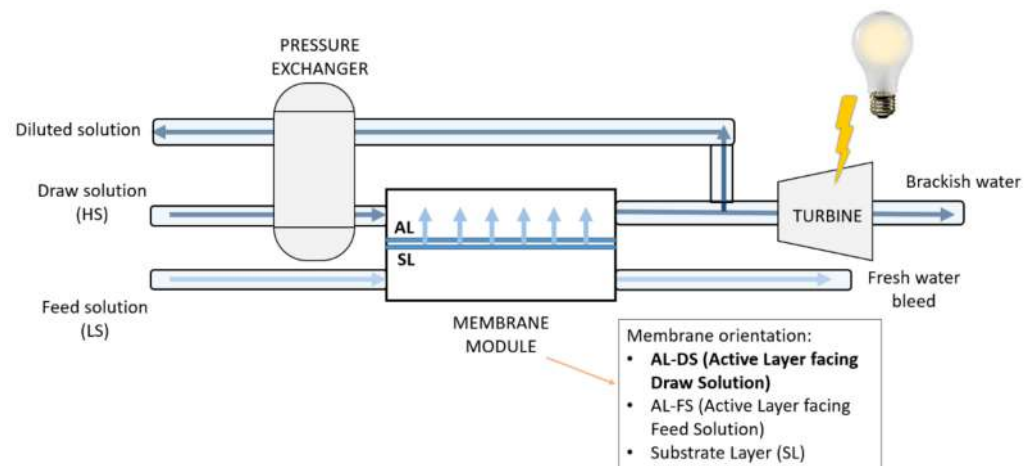 PRESSURE
EXCHANGER
Diluted solution
Draw solution
(HS)
Brackish water
TURBINE
AL
SL
Feed solution
(LS)
Fresh water
bleed
MEMBRANE
MODULE
Membrane orientation:
• AL-DS (Active Layer facing
Draw Solution)
• AL-FS (Active Layer facing
Feed Solution)
• Substrate Layer (SL)